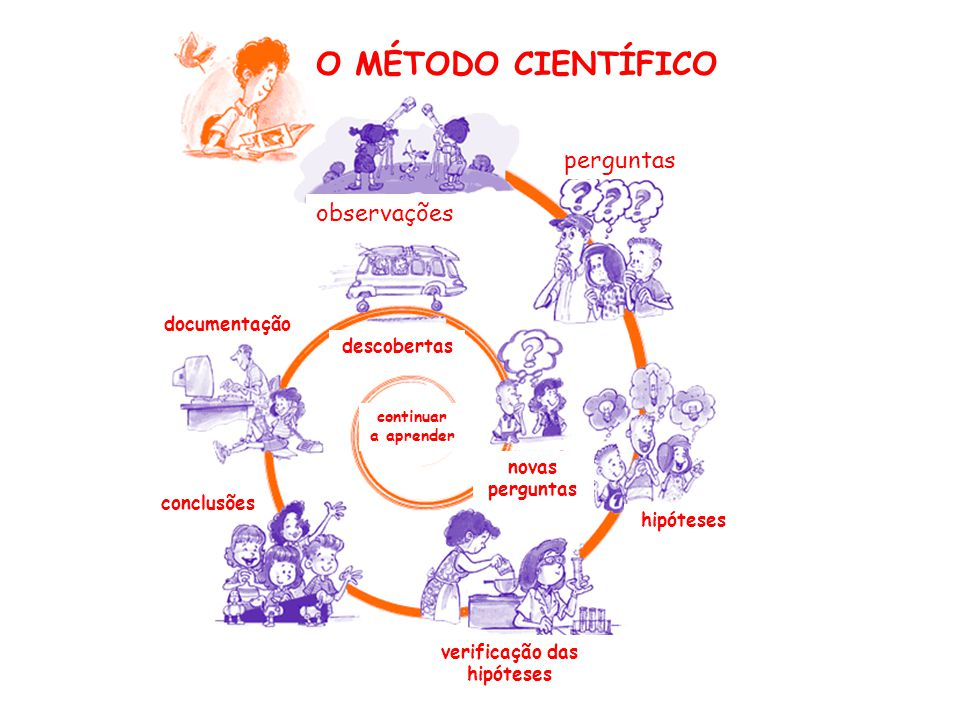 O MÉTODO CIENTÍFICO
observações
perguntas
hipóteses
verificação das
hipóteses
conclusões
documentação
descobertas
novas
perguntas
continuar
a aprender